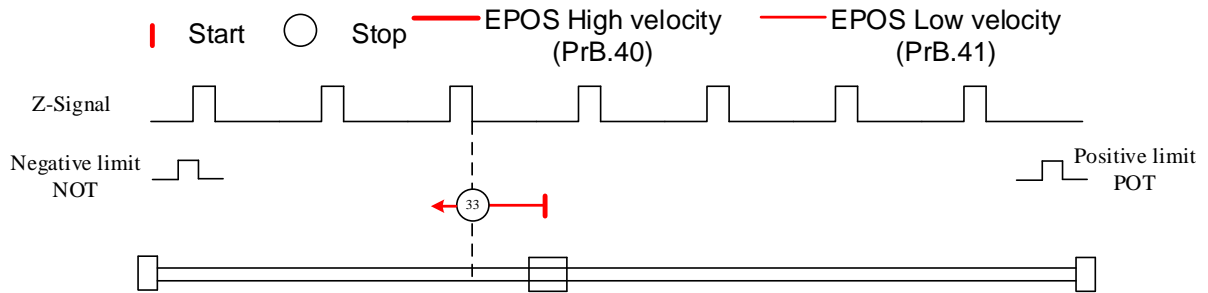 Start
Stop
EPOS High velocity
(PrB.40)
EPOS Low velocity
(PrB.41)
Z-Signal
Negative limit
NOT
Positive limit
POT
33